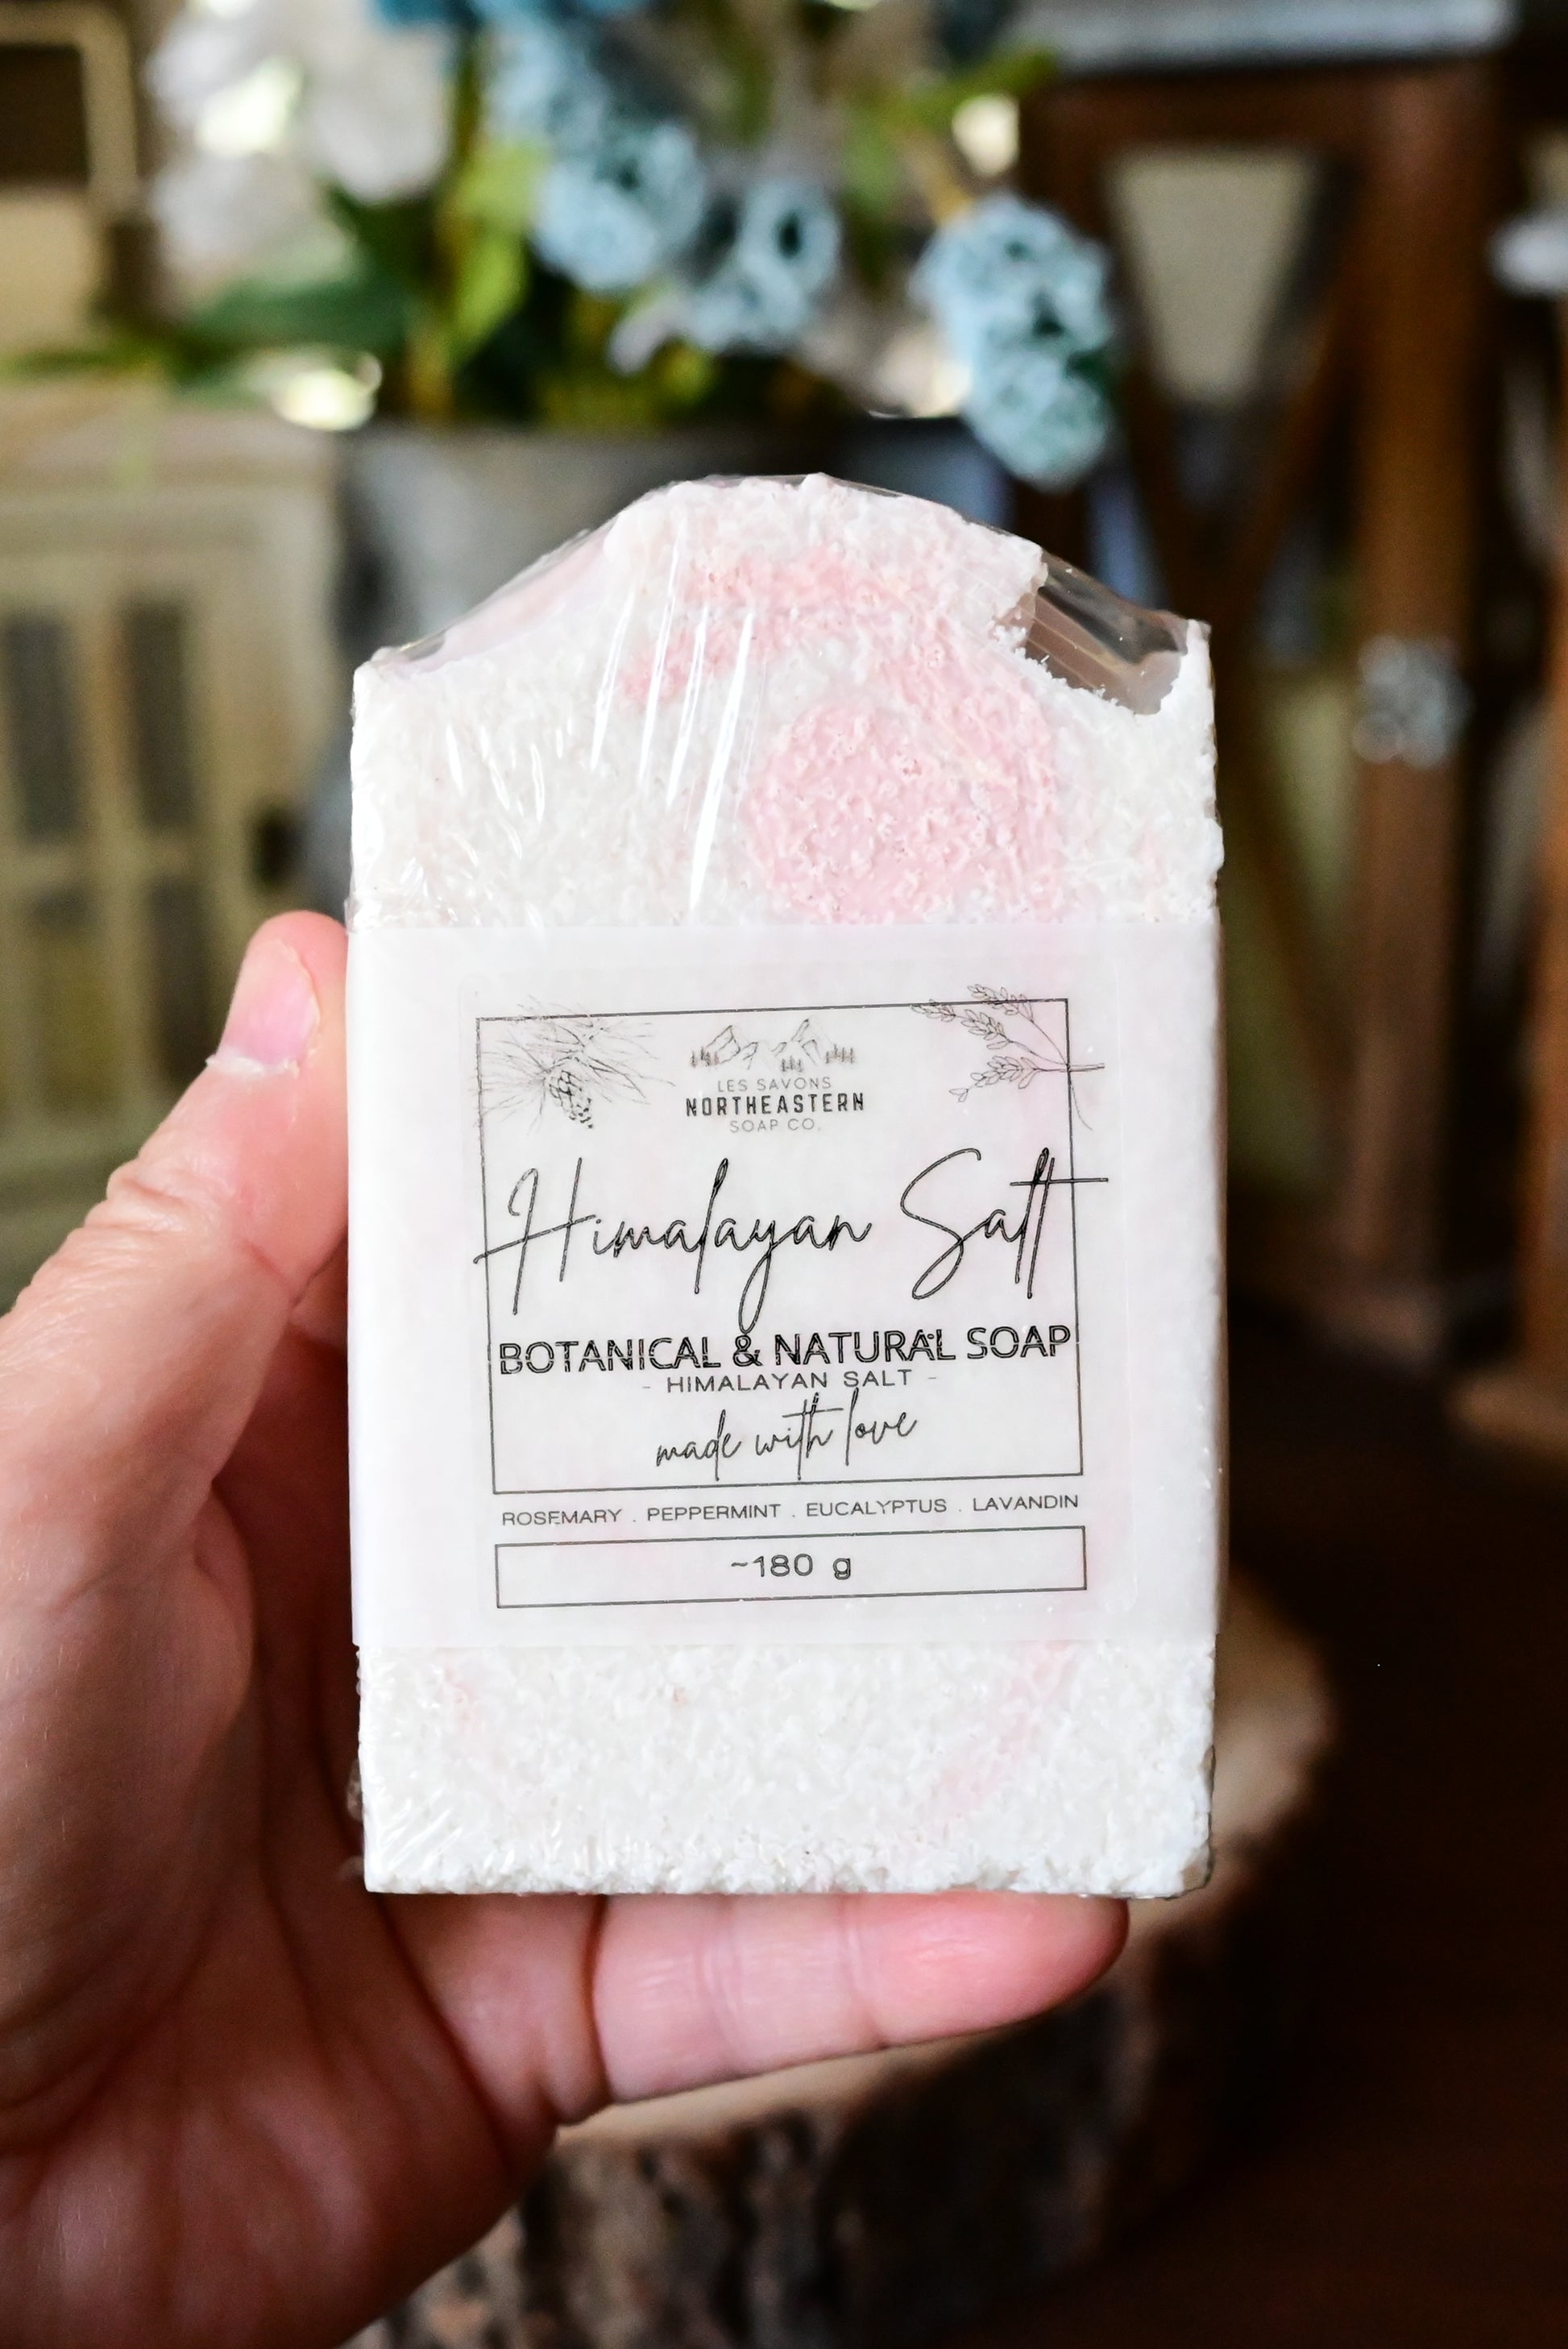 LES SAVONS
NORTHEASTERN
SOAP CO.
Himalayan Salt
BOTANICAL & NATURAL SOAP
- HIMALAYAN SALT -
made with love
ROSEMARY . PEPPERMINT . EUCALYPTUS . LAVANDIN
~180 g